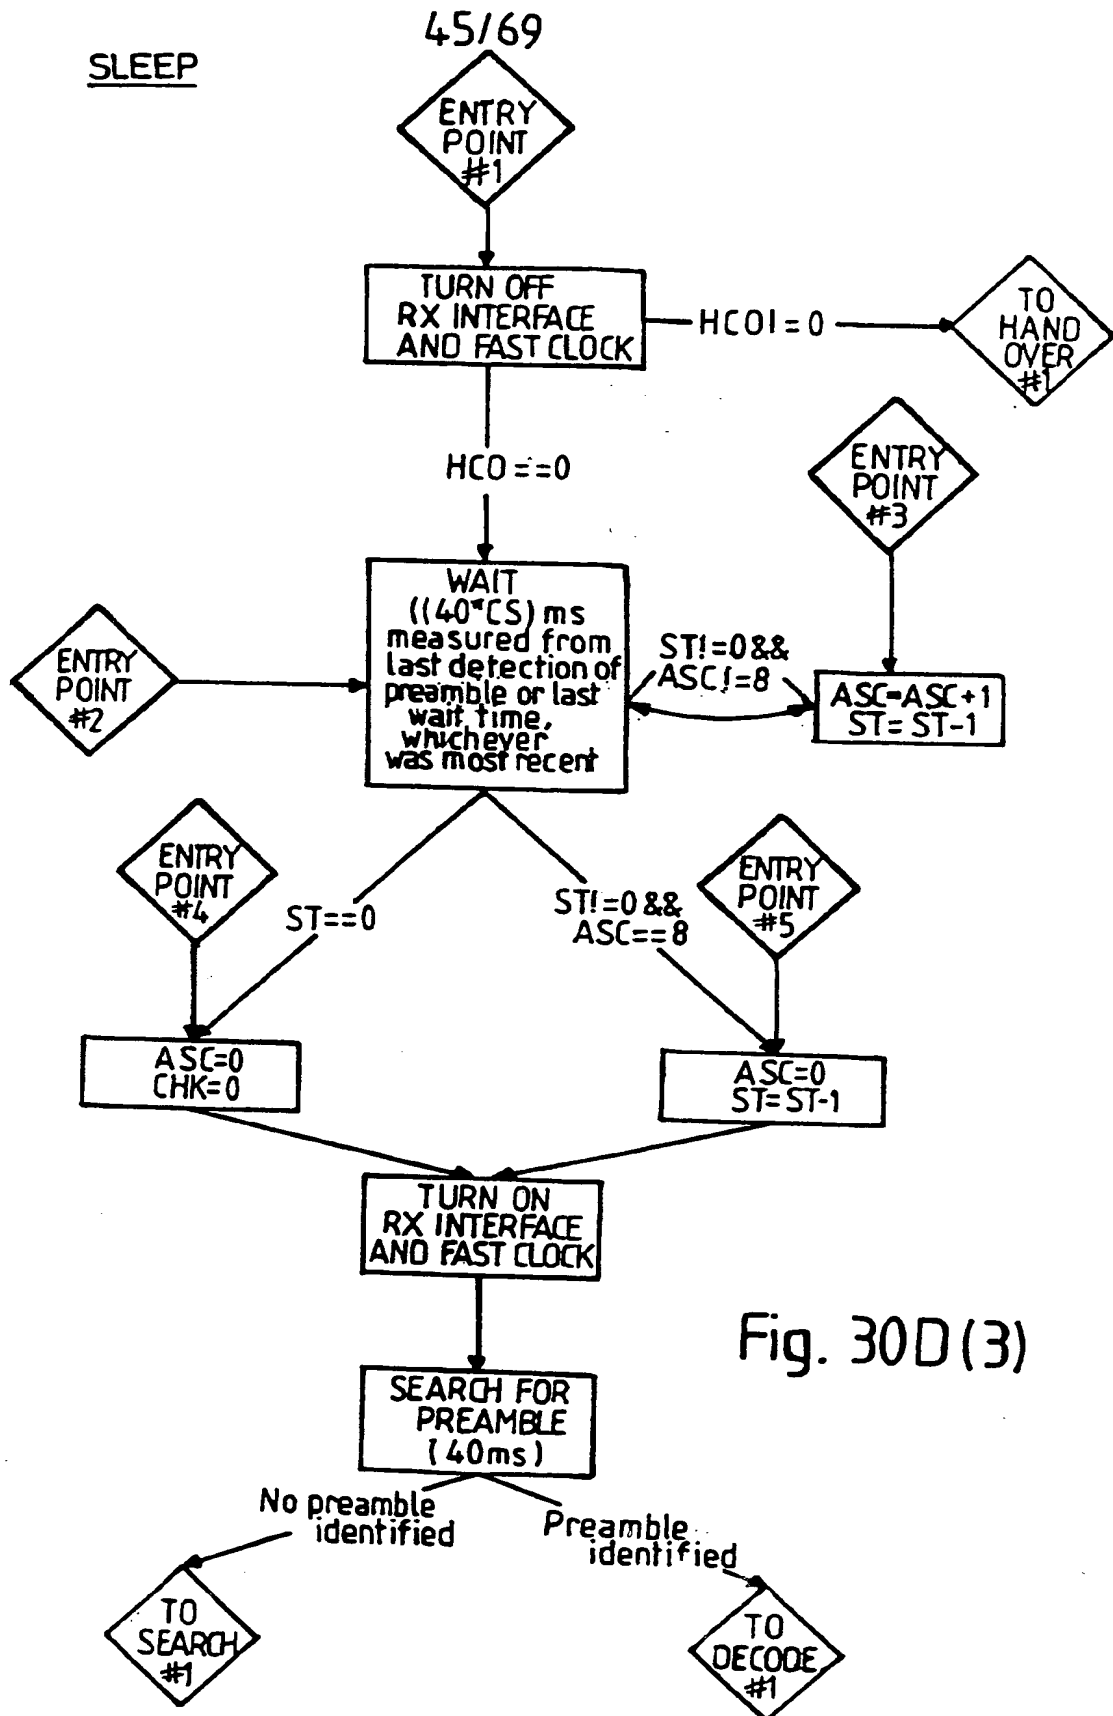 45/69
SLEEP
ENTRY
POINT
#1
TURN OFF
RX INTERFACE
AND FAST CLOCK
HCO!=0
TO
HAND
OVER
#1
HCO==0
ENTRY
POINT
#3
WAIT
((40*CS) ms
measured from
last detection of
preamble or last
wait time,
whichever
was most recent
ENTRY
POINT
#2
ST!=0&&
ASC!=8
ASC=ASC+1
ST=ST-1
ENTRY
POINT
#4
ST==0
ST!=0&&
ASC==8
ENTRY
POINT
#5
ASC=0
CHK=0
ASC=0
ST=ST-1
TURN ON
RX INTERFACE
AND FAST CLOCK
SEARCH FOR
PREAMBLE
(40ms)
Fig. 30D(3)
No preamble
identified
Preamble
identified
TO
SEARCH
#1
TO
DECODE
#1